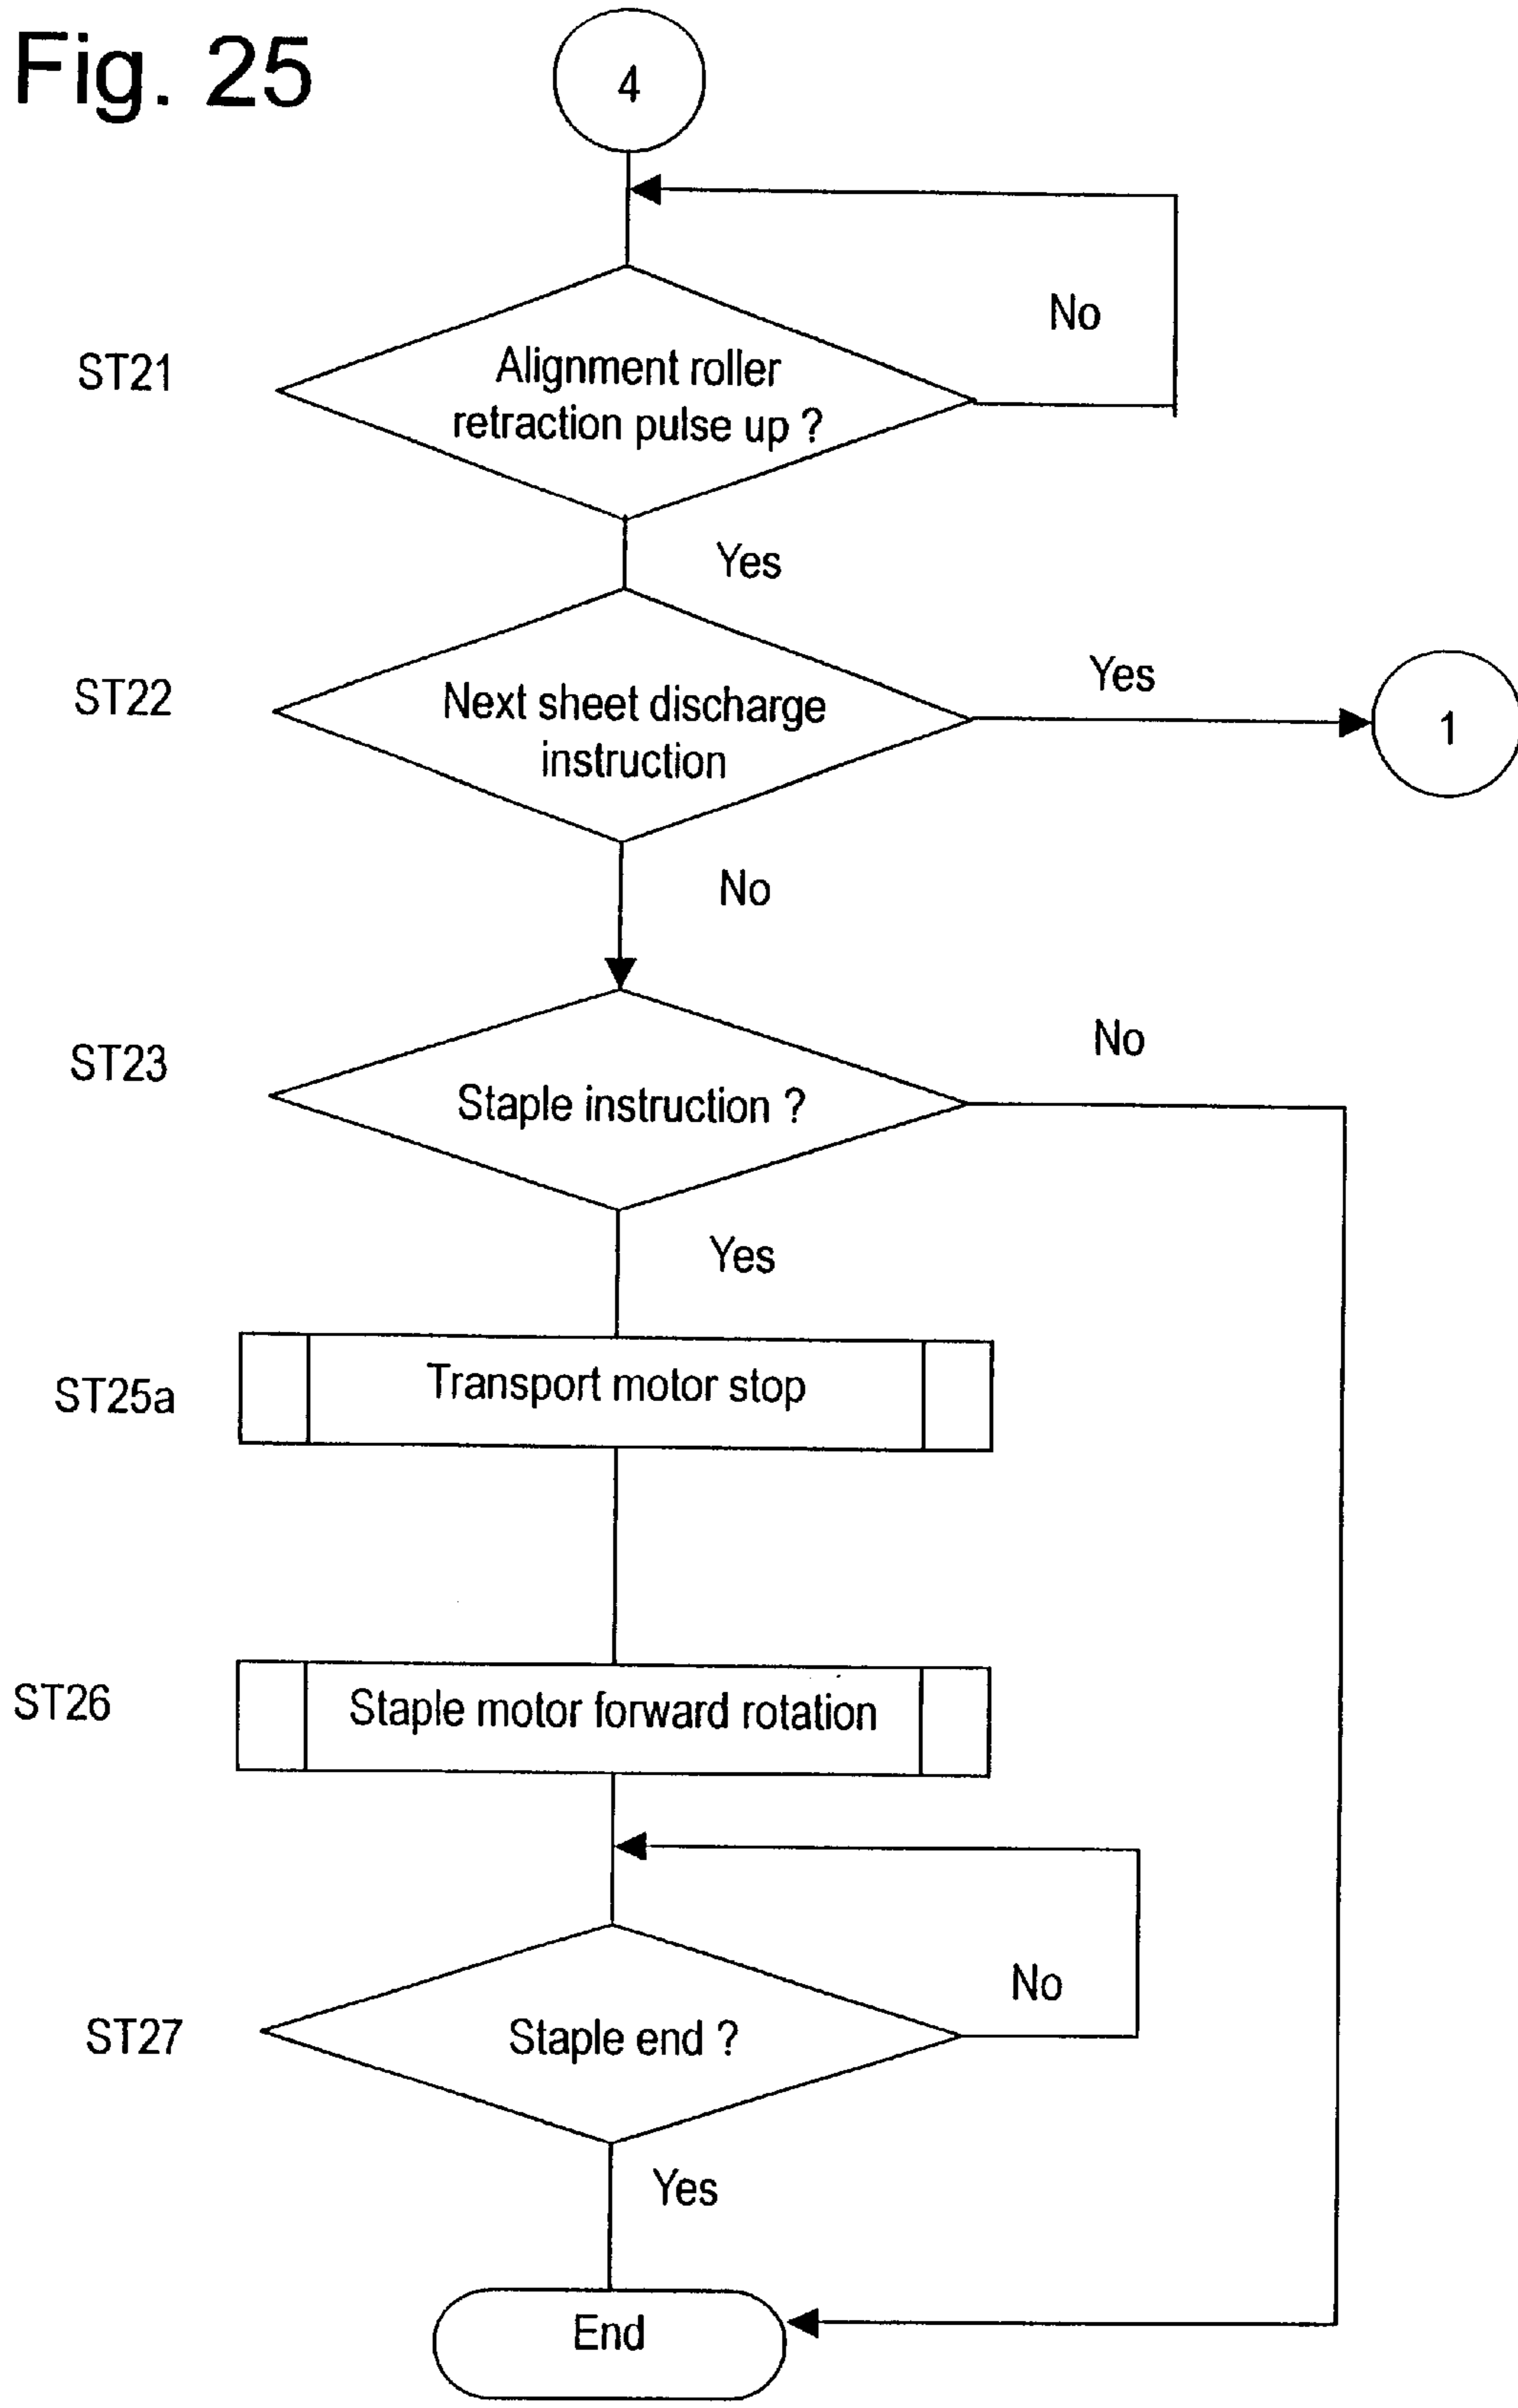 Fig. 25
4
No
ST21
Alignment roller
retraction pulse up ?
Yes
ST22
Next sheet discharge
instruction
Yes
1
No
ST23
Staple instruction ?
No
Yes
ST25a
Transport motor stop
ST26
Staple motor forward rotation
No
ST27
Staple end ?
Yes
End